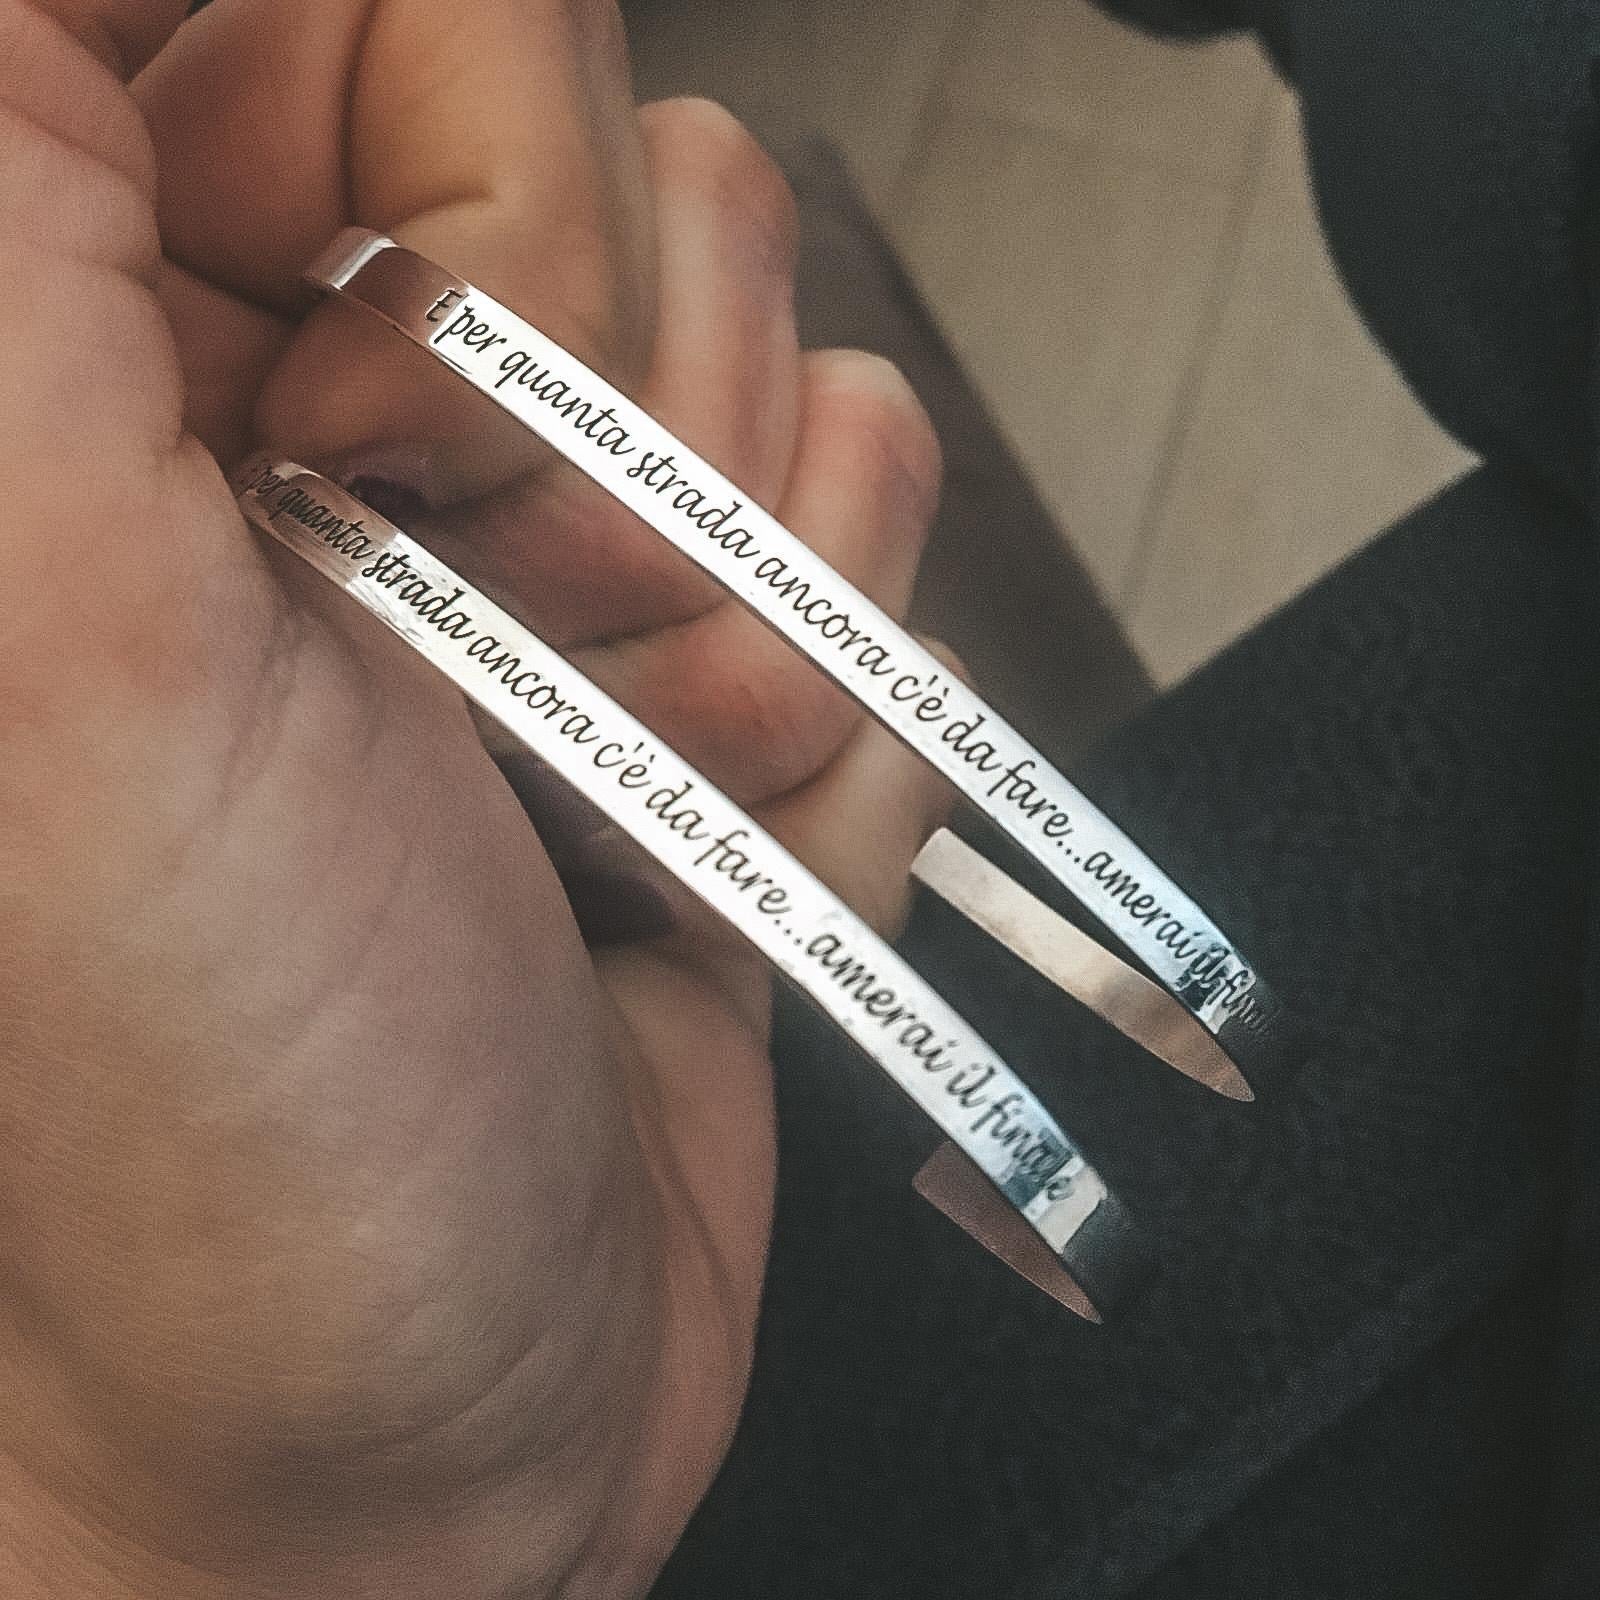 E per quanta strada ancora c'è da fare...amerai il
per quanta strada ancora c'è da fare...amerai il finale